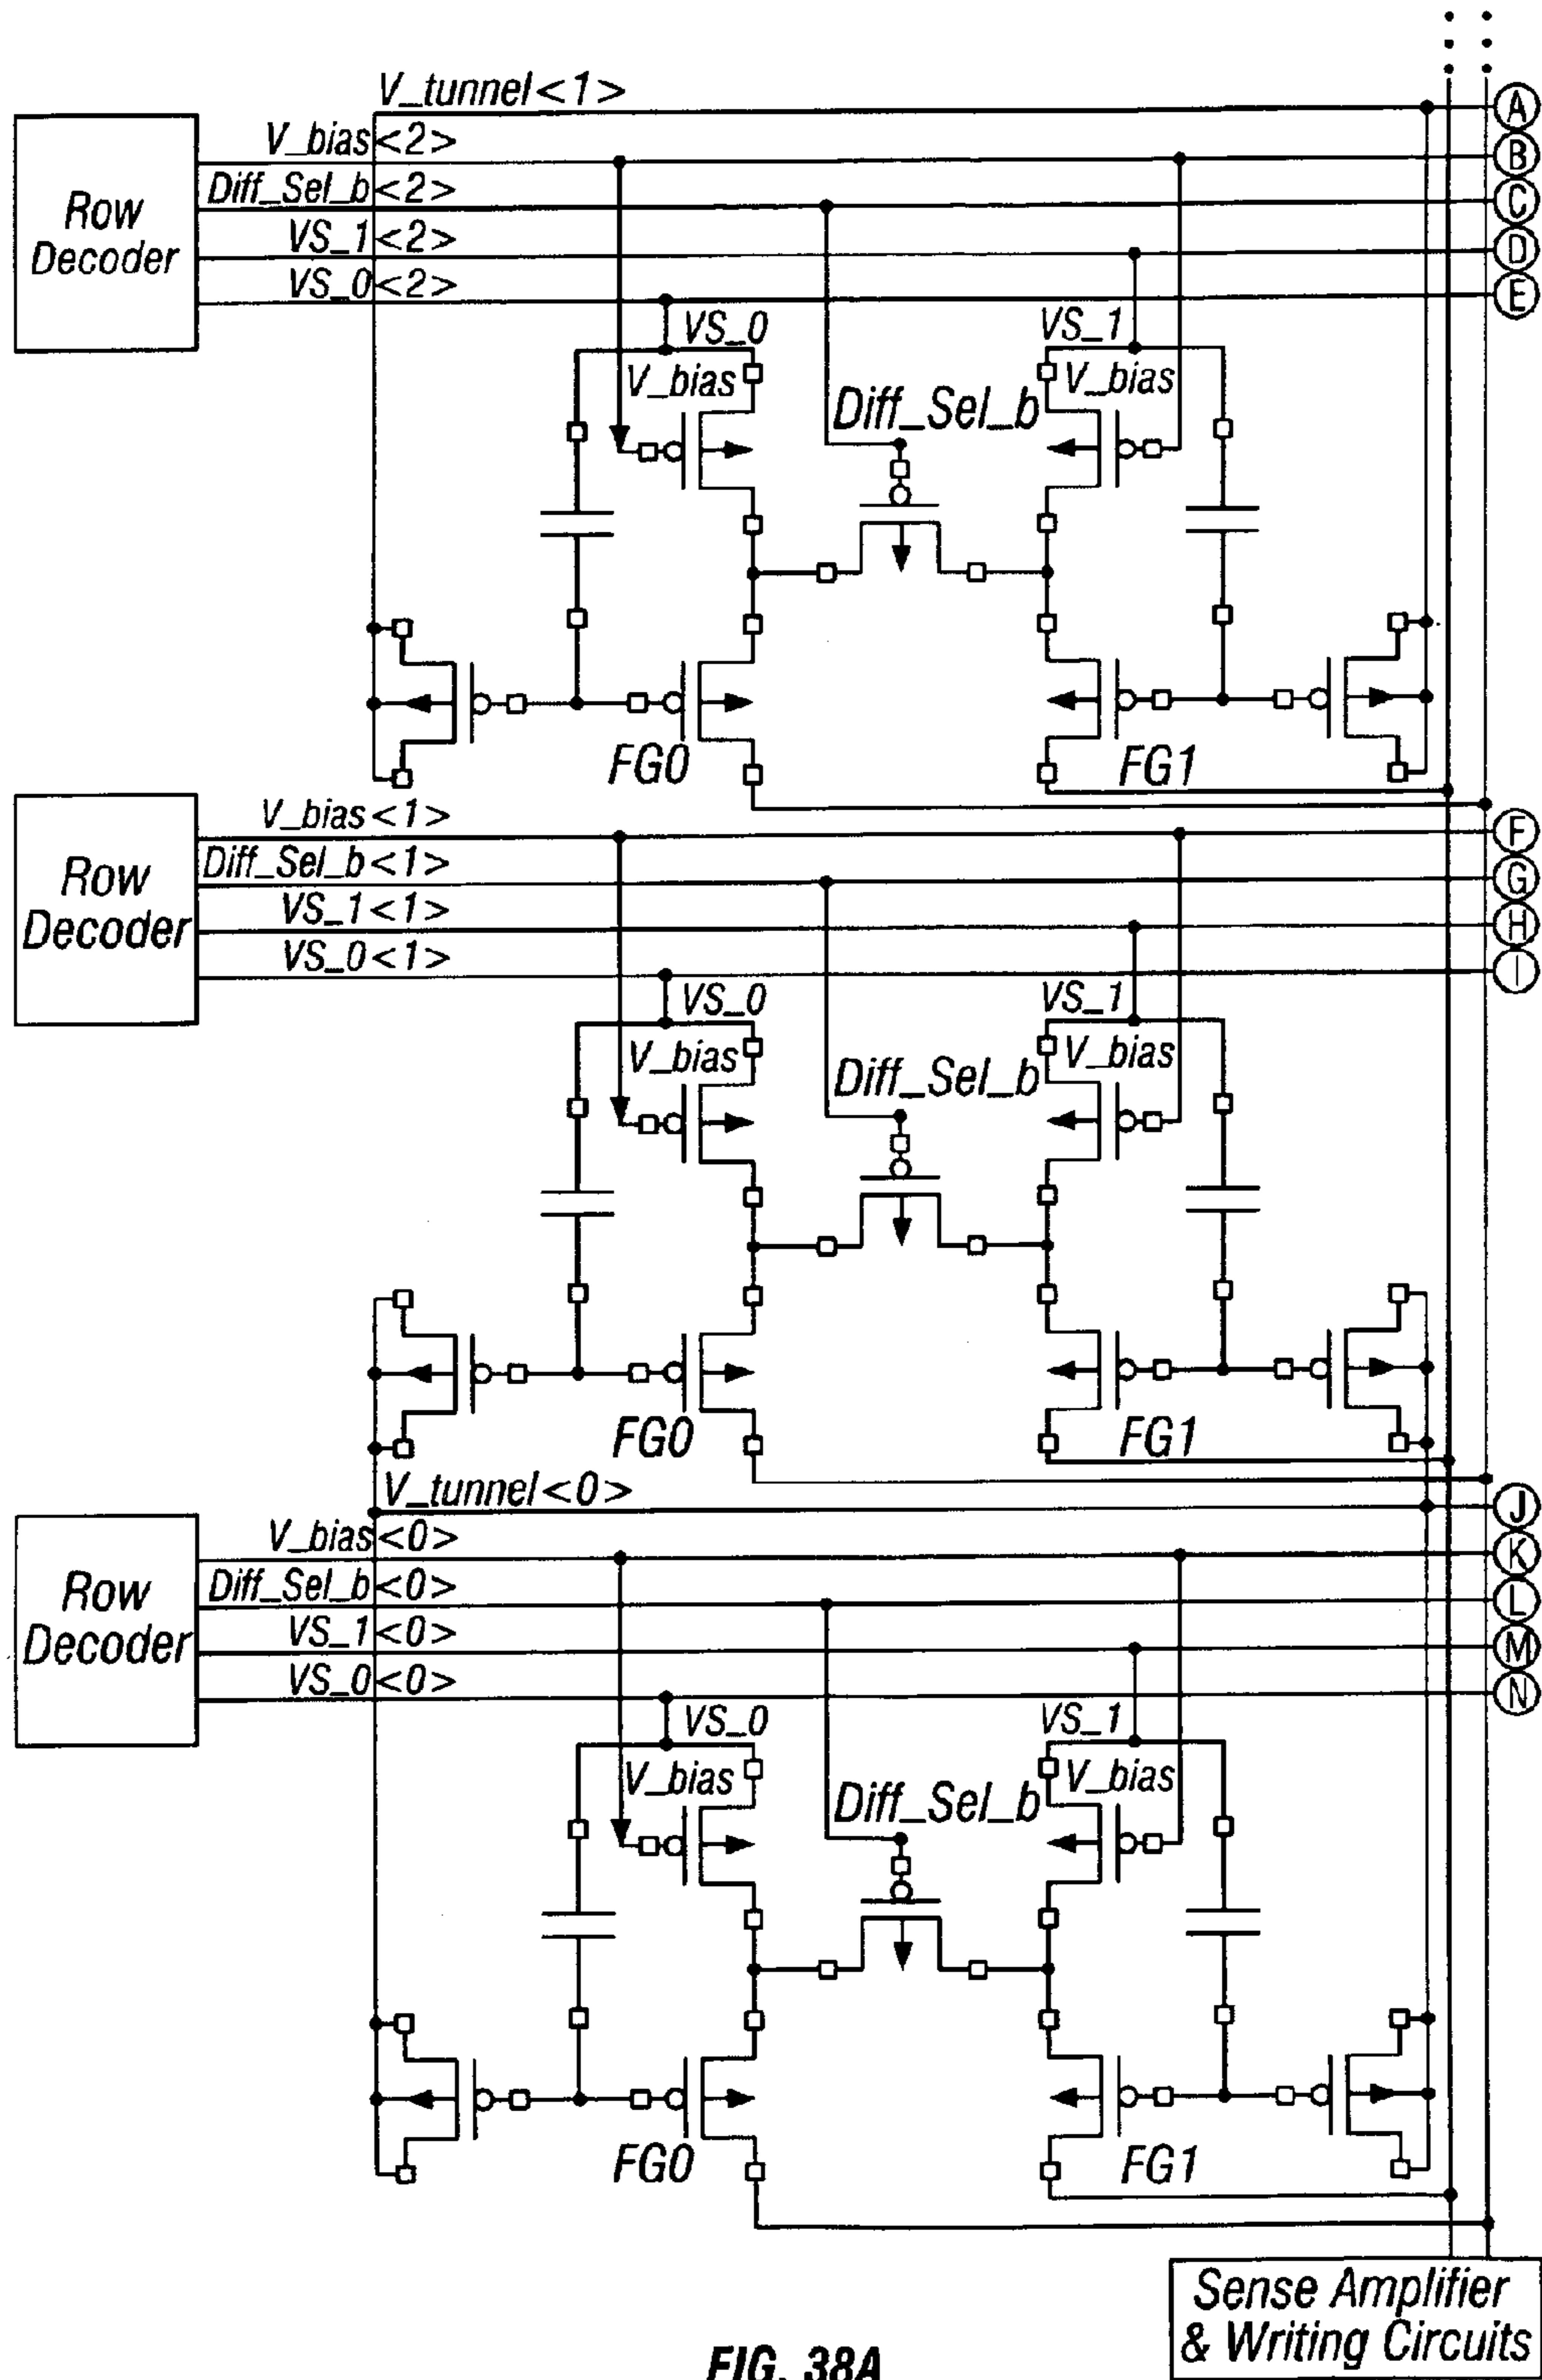 V_tunnel<1>
A
V_bias<2>
B
Diff_Sel_b<2>
C
Row
Decoder
VS_1<2>
D
VS_0<2>
E
VS_0
VS_1
V_bias
V_bias
Diff_Sel_b
FG0
FG1
V_bias<1>
F
Diff_Sel_b<1>
G
Row
Decoder
VS_1<1>
H
VS_0<1>
I
VS_0
VS_1
V_bias
V_bias
Diff_Sel_b
FG0
FG1
V_tunnel<0>
J
V_bias<0>
K
Diff_Sel_b<0>
L
Row
Decoder
VS_1<0>
M
VS_0<0>
N
VS_0
VS_1
V_bias
V_bias
Diff_Sel_b
FG0
FG1
Sense Amplifier
& Writing Circuits
FIG. 38A